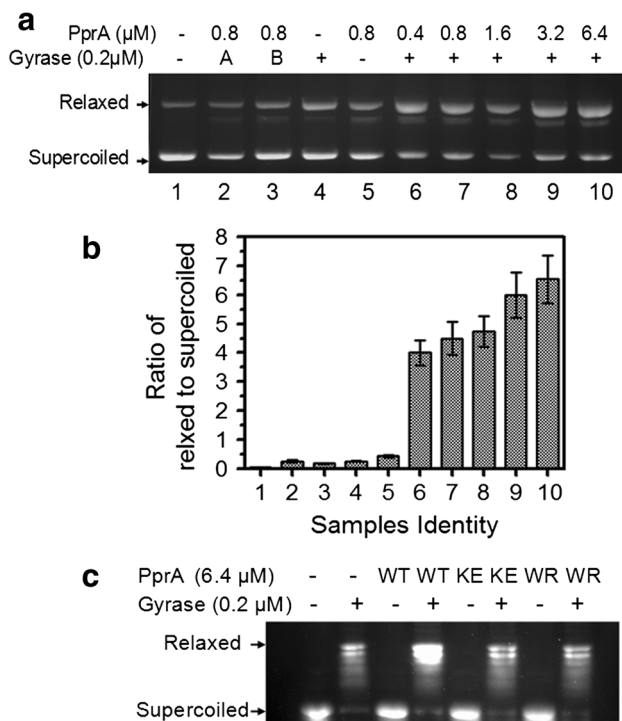 a
PprA (µM) - 0.8 0.8 - 0.8 0.4 0.8 1.6 3.2 6.4
Gyrase (0.2µM) - A B + - + + + + +
Relaxed
Supercoiled
1 2 3 4 5 6 7 8 9 10
b
8
7
6
5
4
3
2
1
0
Ratio of
relxed to supercoiled
1 2 3 4 5 6 7 8 9 10
Samples Identity
c
PprA (6.4 µM) - - WT WT KE KE WR WR
Gyrase (0.2 µM) - + - + - + - +
Relaxed
Supercoiled